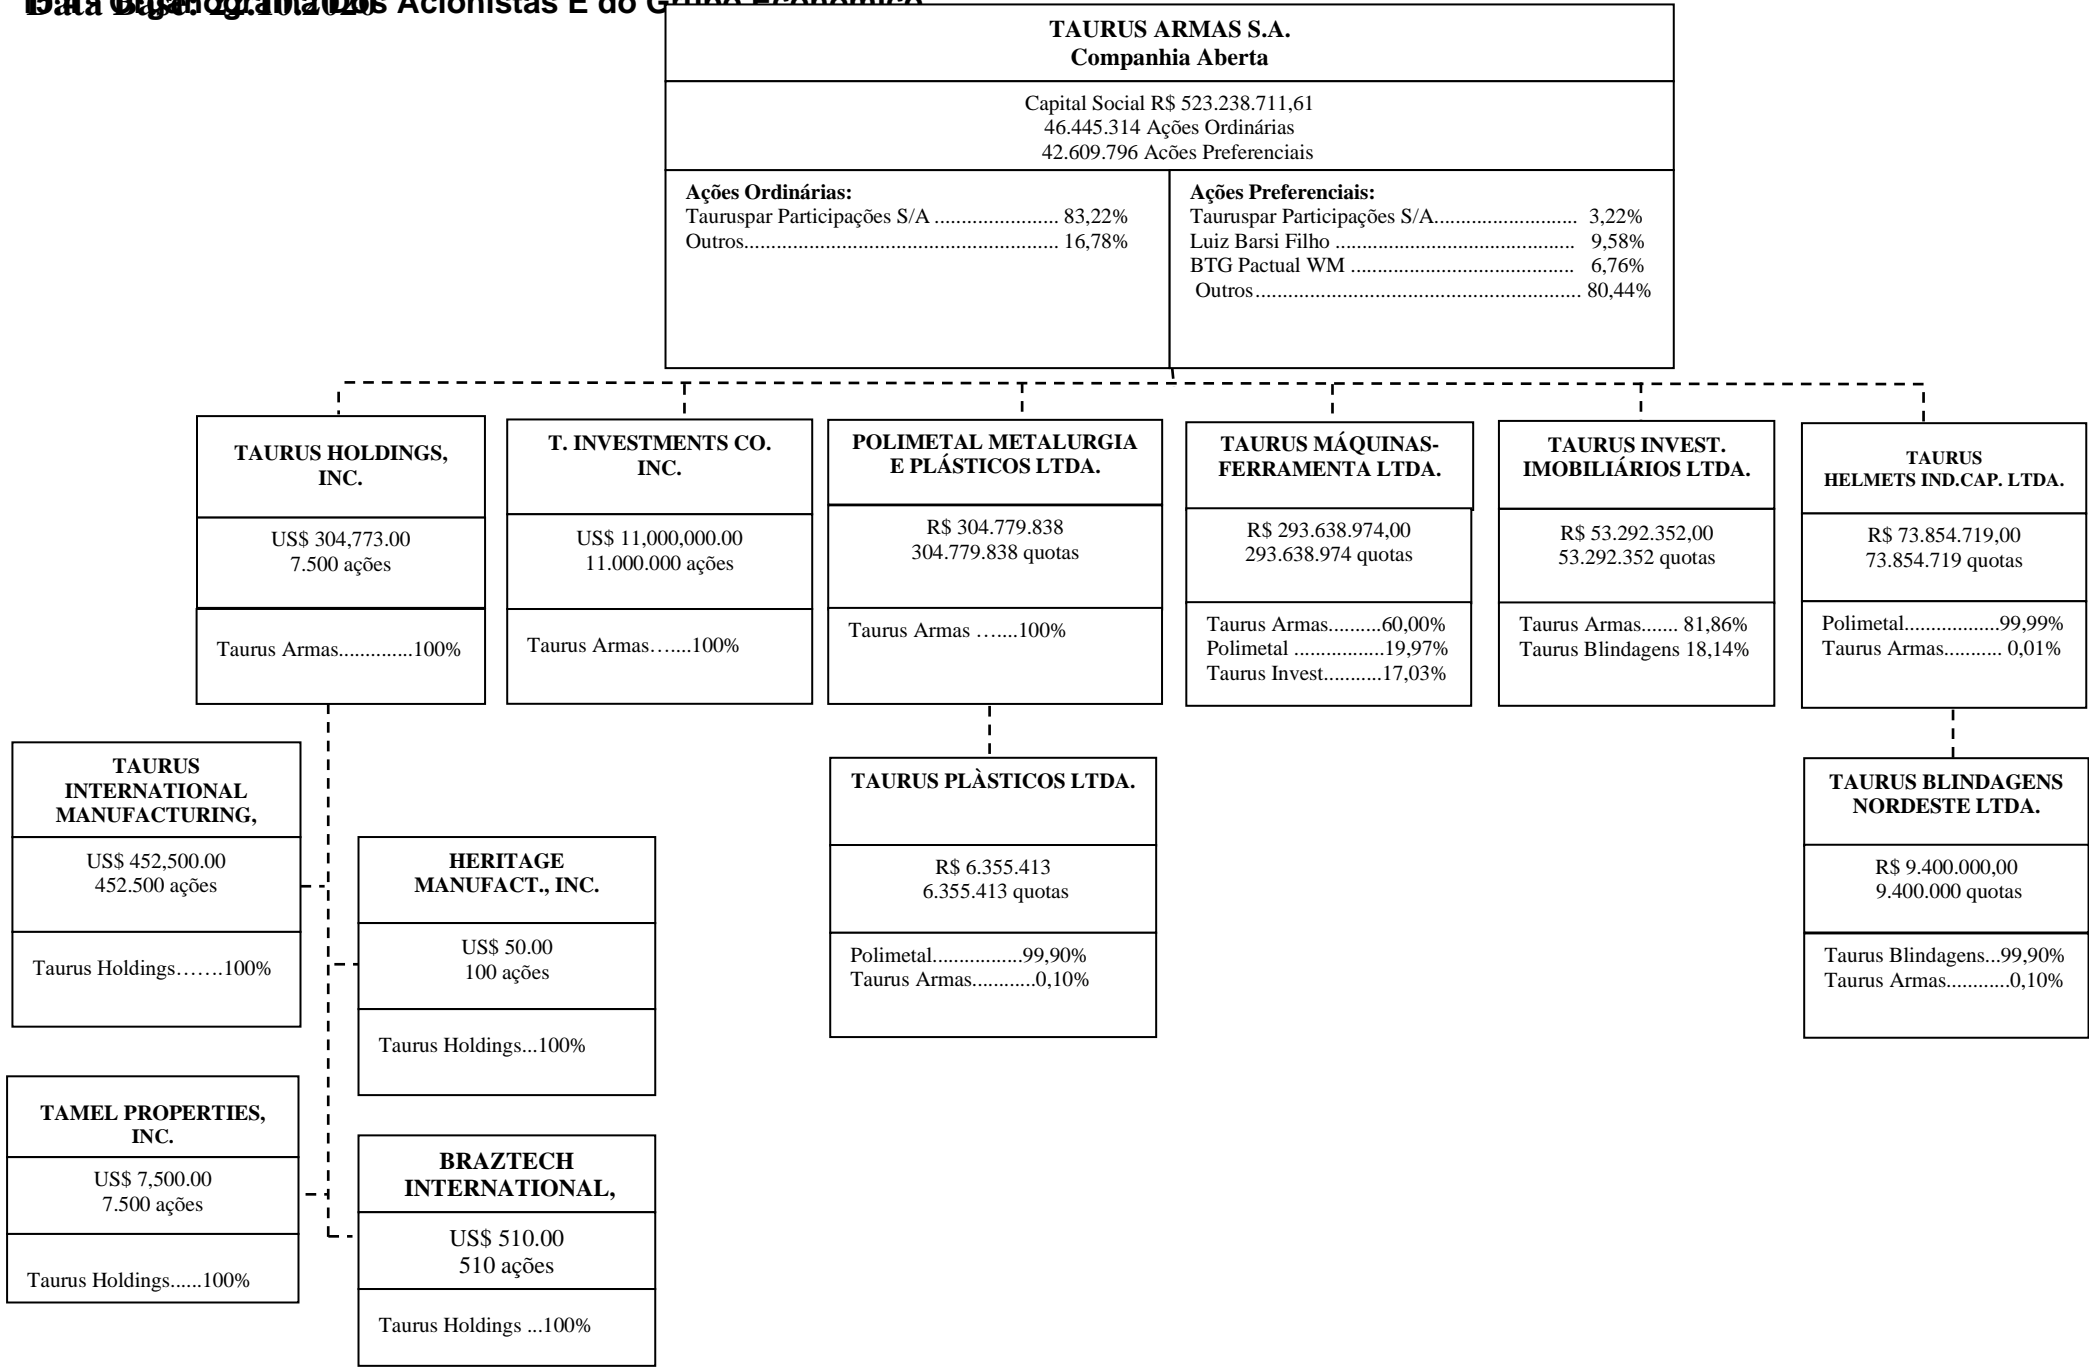 Data Base: 22.10.2020
Organograma Dos Acionistas E do Grupo Econômico
TAURUS ARMAS S.A.
Companhia Aberta
Capital Social R$ 523.238.711,61
46.445.314 Ações Ordinárias
42.609.796 Ações Preferenciais
Ações Ordinárias:
Tauruspar Participações S/A ....................... 83,22%
Outros.......................................................... 16,78%
Ações Preferenciais:
Tauruspar Participações S/A.......................... 3,22%
Luiz Barsi Filho ............................................ 9,58%
BTG Pactual WM ......................................... 6,76%
Outros............................................................ 80,44%
TAURUS HOLDINGS,
INC.
US$ 304,773.00
7.500 ações
Taurus Armas..............100%
T. INVESTMENTS CO.
INC.
US$ 11,000,000.00
11.000.000 ações
Taurus Armas…....100%
POLIMETAL METALURGIA
E PLÁSTICOS LTDA.
R$ 304.779.838
304.779.838 quotas
Taurus Armas …....100%
TAURUS MÁQUINAS-
FERRAMENTA LTDA.
R$ 293.638.974,00
293.638.974 quotas
Taurus Armas..........60,00%
Polimetal .................19,97%
Taurus Invest...........17,03%
TAURUS INVEST.
IMOBILIÁRIOS LTDA.
R$ 53.292.352,00
53.292.352 quotas
Taurus Armas....... 81,86%
Taurus Blindagens 18,14%
TAURUS
HELMETS IND.CAP. LTDA.
R$ 73.854.719,00
73.854.719 quotas
Polimetal..................99,99%
Taurus Armas........... 0,01%
TAURUS
INTERNATIONAL
MANUFACTURING,
US$ 452,500.00
452.500 ações
Taurus Holdings…….100%
HERITAGE
MANUFACT., INC.
US$ 50.00
100 ações
Taurus Holdings...100%
TAURUS PLÀSTICOS LTDA.
R$ 6.355.413
6.355.413 quotas
Polimetal.................99,90%
Taurus Armas............0,10%
TAURUS BLINDAGENS
NORDESTE LTDA.
R$ 9.400.000,00
9.400.000 quotas
Taurus Blindagens...99,90%
Taurus Armas............0,10%
TAMEL PROPERTIES,
INC.
US$ 7,500.00
7.500 ações
Taurus Holdings......100%
BRAZTECH
INTERNATIONAL,
US$ 510.00
510 ações
Taurus Holdings ...100%